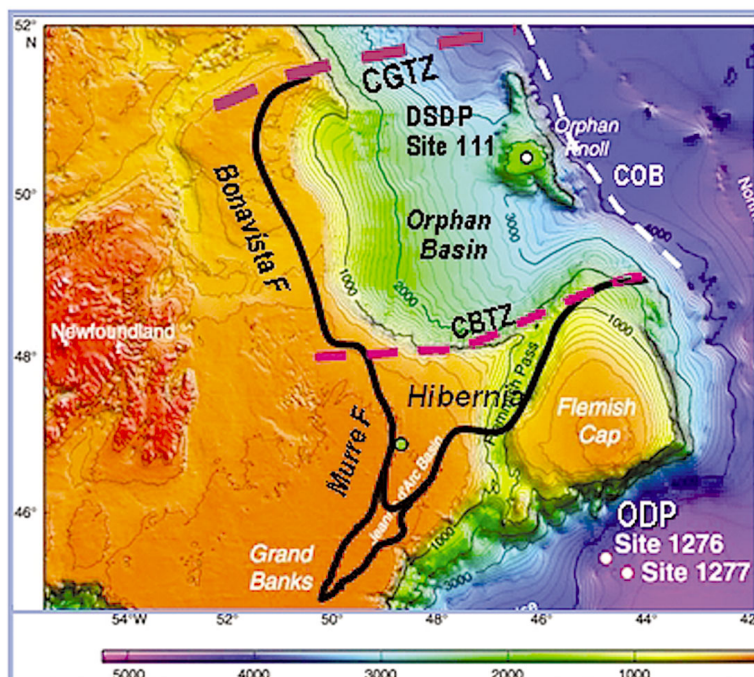 52°
N
CGTZ
DSDP
Site 111
Orphan
Knoll
COB
50°
Bonavista F
Orphan
Basin
3000
4000
1000
2000
CBTZ
1000
Newfoundland
48°
Hibernia
Flemish Pass
Flemish
Cap
Murre F
d'Arc Basin
46°
ODP
Site 1276
Site 1277
Grand
Banks
1000
3000
54°W
52°
50°
48°
46°
44°
42
5000
4000
3000
2000
1000